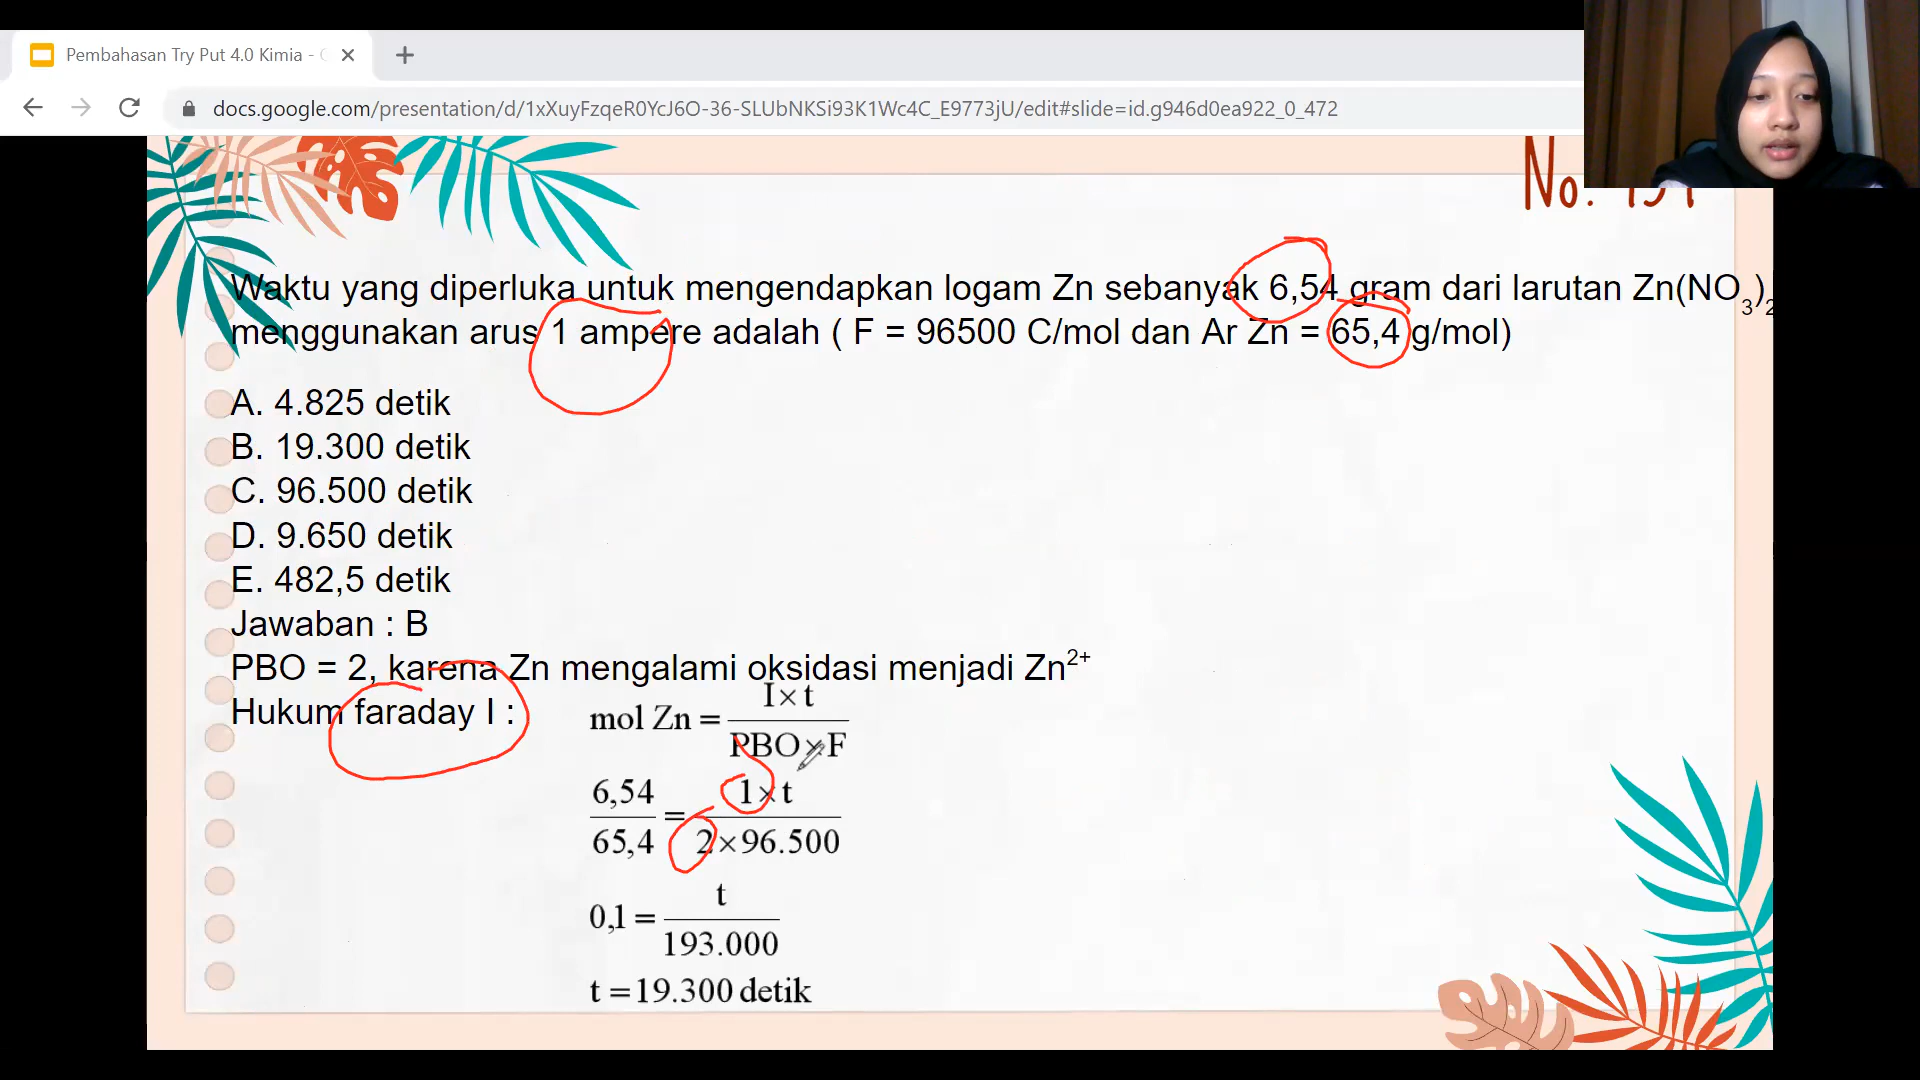 Pembahasan Try Put 4.0 Kimia -
docs.google.com/presentation/d/1xXuyFzqeR0YcJ6O-36-SLUbNKSi93K1Wc4C_E9773jU/edit#slide=id.g946d0ea922_0_472
No.
Waktu yang diperluka untuk mengendapkan logam Zn sebanyak 6,54 gram dari larutan Zn(NO₃)₂
menggunakan arus 1 ampere adalah ( F = 96500 C/mol dan Ar Zn = 65,4 g/mol)
A. 4.825 detik
B. 19.300 detik
C. 96.500 detik
D. 9.650 detik
E. 482,5 detik
Jawaban : B
PBO = 2, karena Zn mengalami oksidasi menjadi Zn²⁺
Hukum faraday I :
mol Zn = I×t / PBO×F
6,54 / 65,4 = 1×t / 2×96.500
0,1 = t / 193.000
t = 19.300 detik